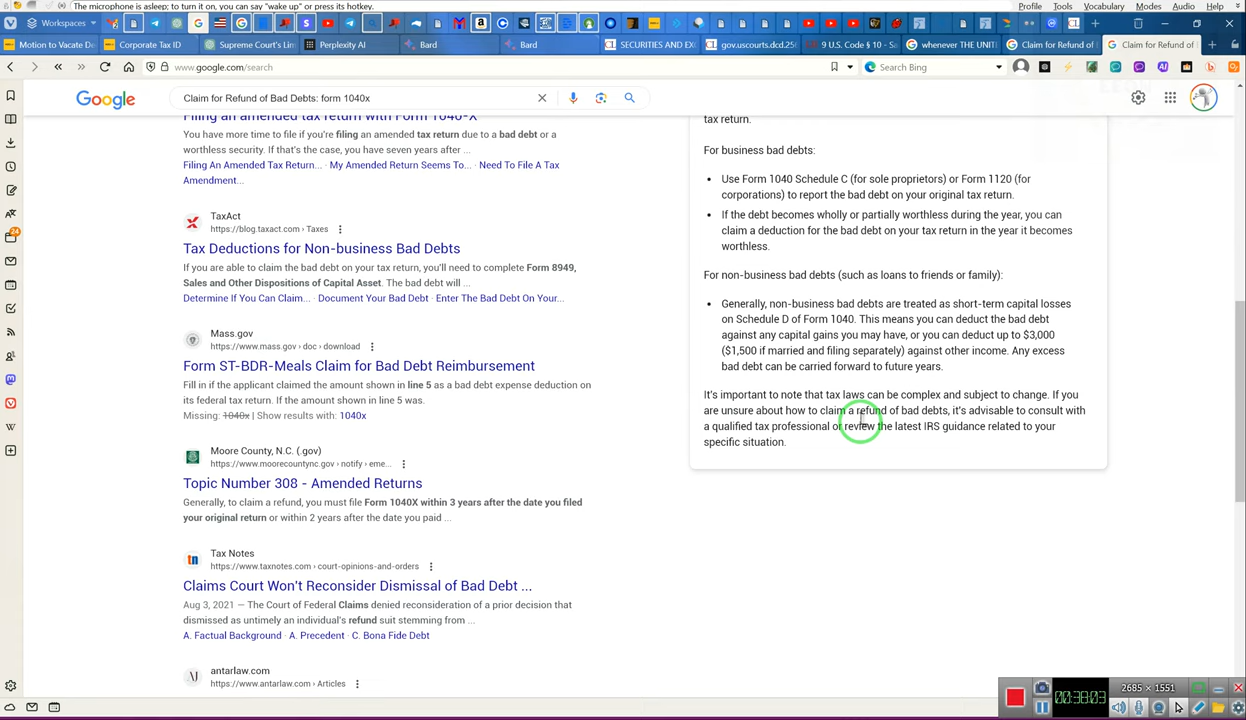 The microphone is asleep; to turn it on, you can say "wake up" or press its hotkey.
Profile Tools Vocabulary Modes Audio Help
Workspaces
Motion to Vacate D
Corporate Tax ID
Supreme Court's Lin
Perplexity AI
Bard
Bard
SECURITIES AND EX
gov.uscourts.dcd.256
9 U.S. Code § 10 - S
whenever THE UNIT
Claim for Refund of
Claim for Refund of
www.google.com/search
Search Bing
Google
Claim for Refund of Bad Debts: form 1040x
Filing an amended tax return with Form 1040-X
You have more time to file if you're filing an amended tax return due to a bad debt or a
worthless security. If that's the case, you have seven years after ...
Filing An Amended Tax Return... · My Amended Return Seems To... · Need To File A Tax
Amendment...
TaxAct
https://blog.taxact.com › Taxes
Tax Deductions for Non-business Bad Debts
If you are able to claim the bad debt on your tax return, you'll need to complete Form 8949,
Sales and Other Dispositions of Capital Asset. The bad debt will ...
Determine If You Can Claim... · Document Your Bad Debt · Enter The Bad Debt On Your...
Mass.gov
https://www.mass.gov › doc › download
Form ST-BDR-Meals Claim for Bad Debt Reimbursement
Fill in if the applicant claimed the amount shown in line 5 as a bad debt expense deduction on
its federal tax return. If the amount shown in line 5 was.
Missing: 1040x | Show results with: 1040x
Moore County, N.C. (.gov)
https://www.moorecountync.gov › notify › eme...
Topic Number 308 - Amended Returns
Generally, to claim a refund, you must file Form 1040X within 3 years after the date you filed
your original return or within 2 years after the date you paid ...
Tax Notes
https://www.taxnotes.com › court-opinions-and-orders
Claims Court Won't Reconsider Dismissal of Bad Debt ...
Aug 3, 2021 — The Court of Federal Claims denied reconsideration of a prior decision that
dismissed as untimely an individual's refund suit stemming from ...
A. Factual Background · A. Precedent · C. Bona Fide Debt
antarlaw.com
https://www.antarlaw.com › Articles
tax return.
For business bad debts:
• Use Form 1040 Schedule C (for sole proprietors) or Form 1120 (for
corporations) to report the bad debt on your original tax return.
• If the debt becomes wholly or partially worthless during the year, you can
claim a deduction for the bad debt on your tax return in the year it becomes
worthless.
For non-business bad debts (such as loans to friends or family):
• Generally, non-business bad debts are treated as short-term capital losses
on Schedule D of Form 1040. This means you can deduct the bad debt
against any capital gains you may have, or you can deduct up to $3,000
($1,500 if married and filing separately) against other income. Any excess
bad debt can be carried forward to future years.
It's important to note that tax laws can be complex and subject to change. If you
are unsure about how to claim a refund of bad debts, it's advisable to consult with
a qualified tax professional or review the latest IRS guidance related to your
specific situation.
2685 x 1551
00:38:03